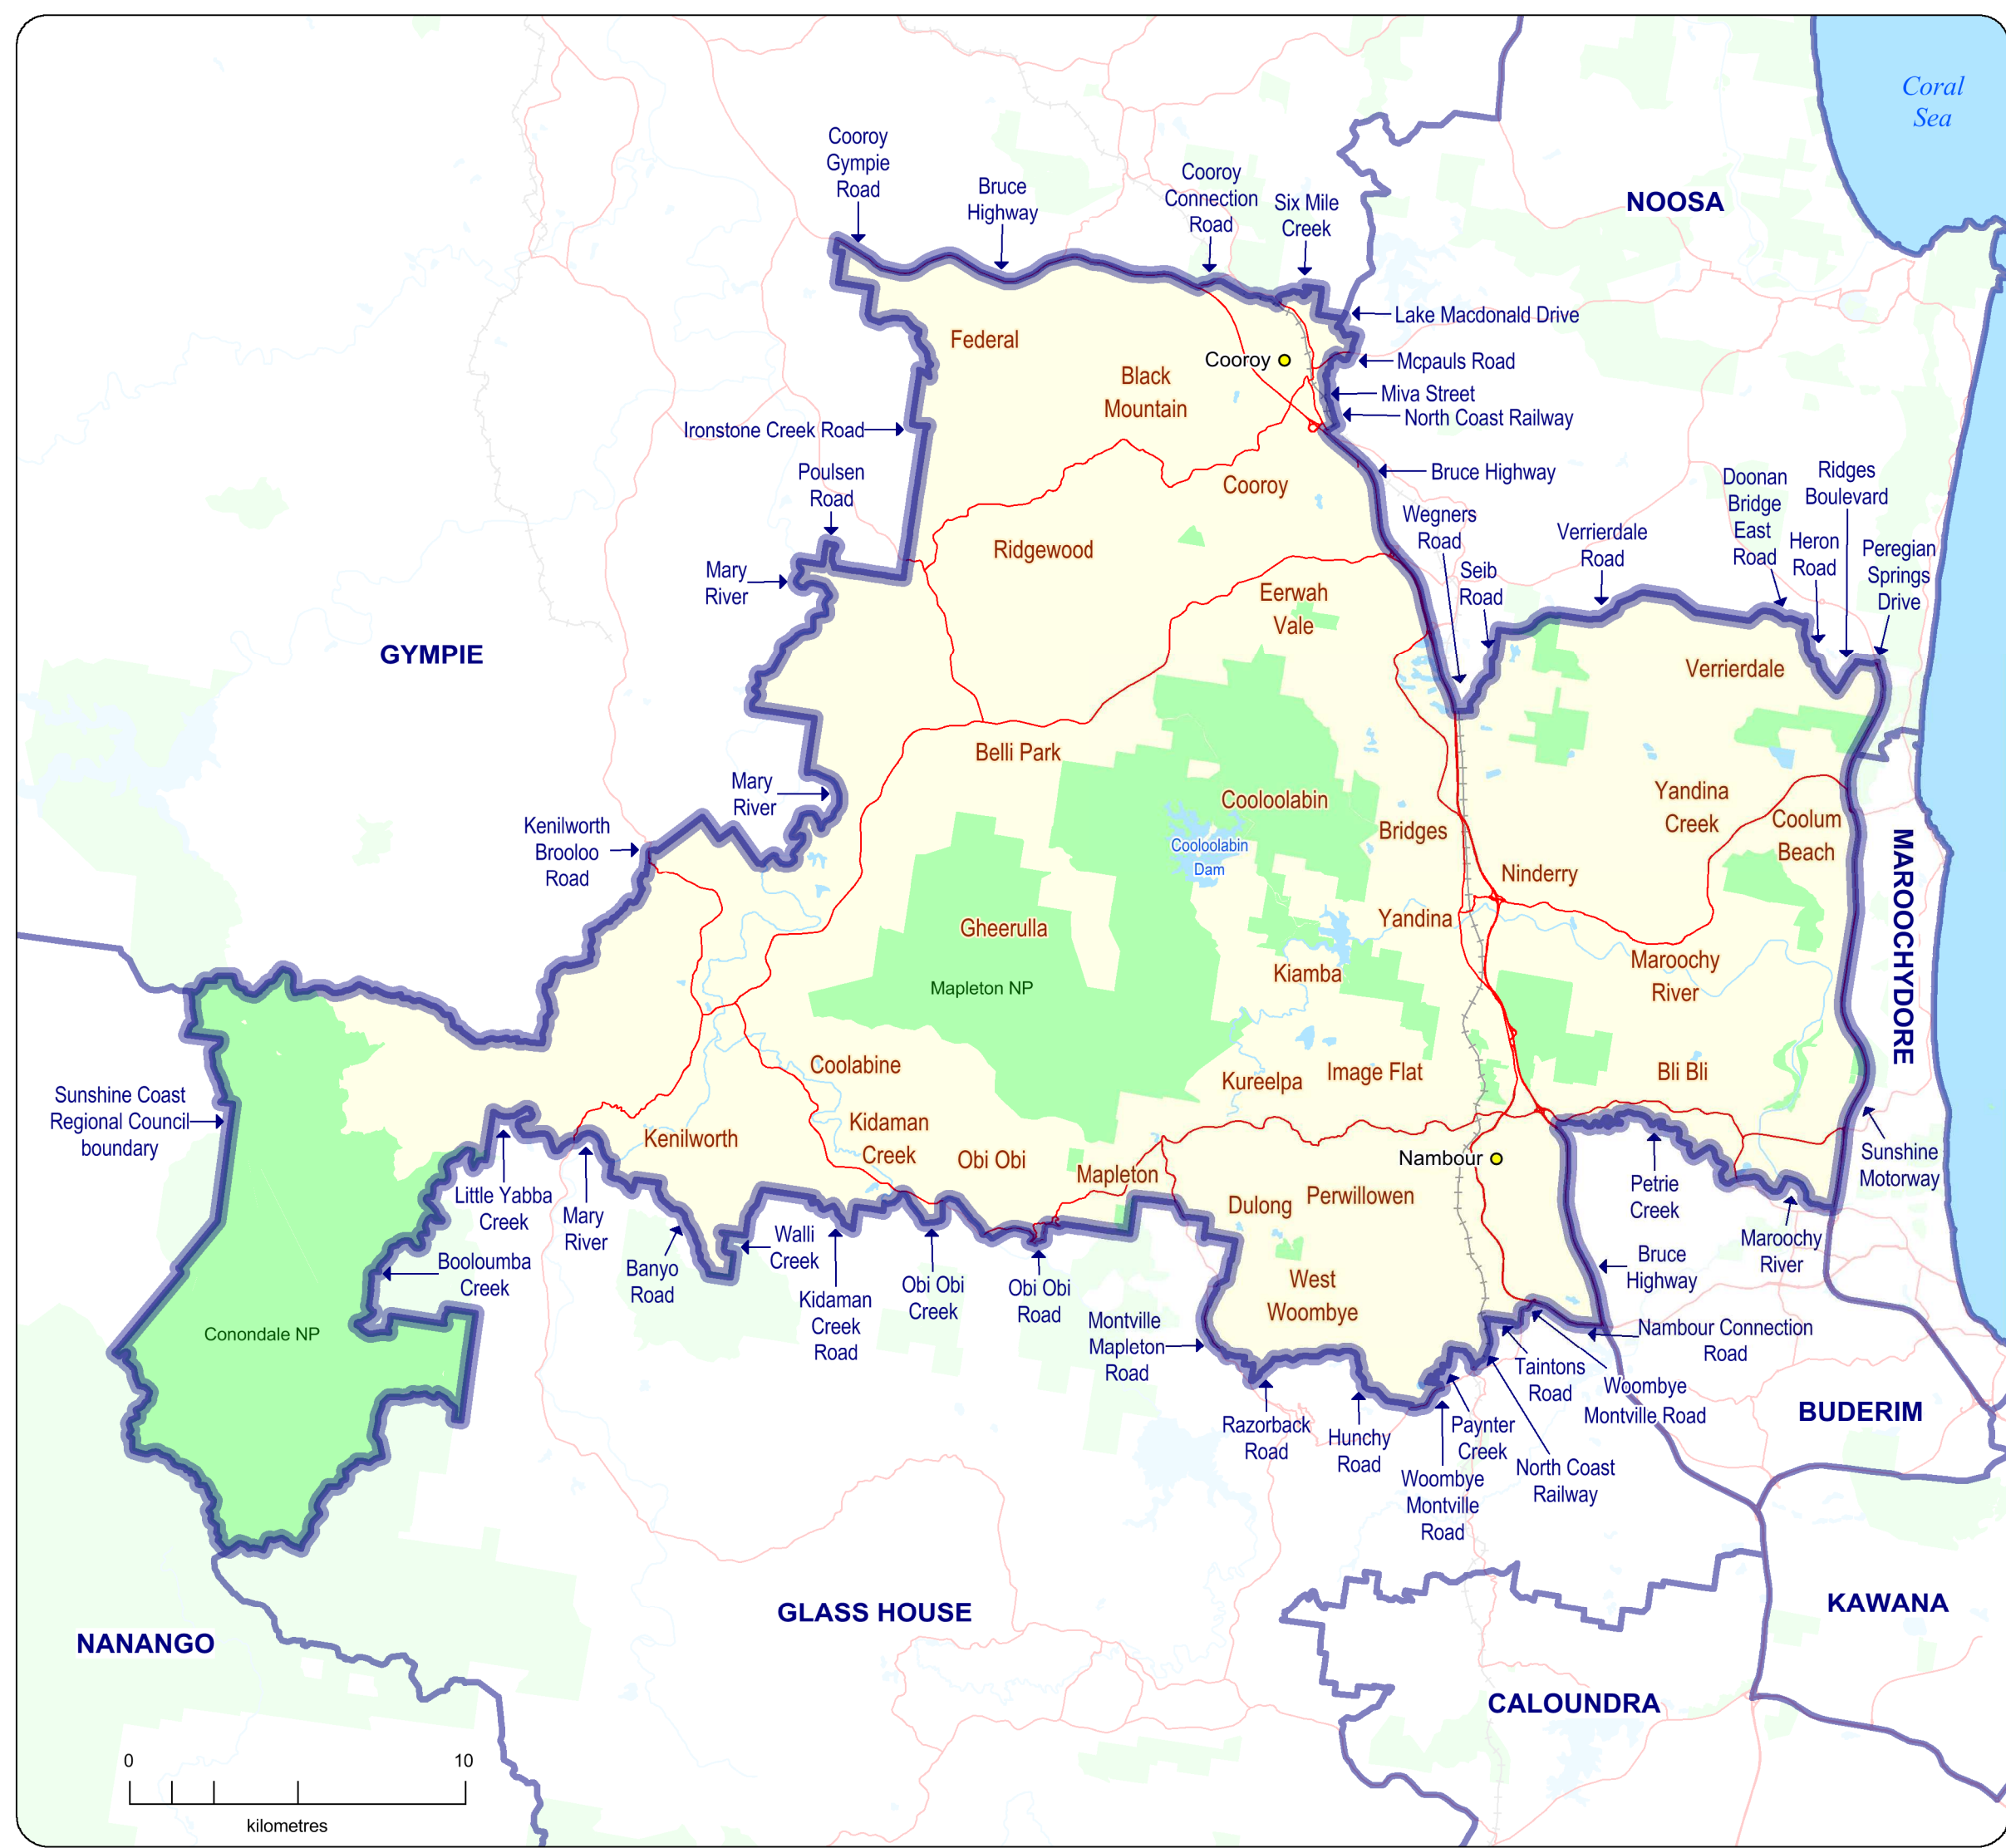 Coral
Sea
Cooroy
Gympie
Road
Bruce
Highway
Cooroy
Connection
Road
Six Mile
Creek
NOOSA
Lake Macdonald Drive
Federal
Cooroy
Mcpauls Road
Black
Mountain
Miva Street
North Coast Railway
Ironstone Creek Road
Poulsen
Road
Bruce Highway
Cooroy
Wegners
Road
Seib
Road
Verrierdale
Road
Doonan
Bridge
East
Road
Ridges
Boulevard
Heron
Road
Peregian
Springs
Drive
Ridgewood
Mary
River
Eerwah
Vale
GYMPIE
Verrierdale
Belli Park
Mary
River
Cooloolabin
Yandina
Creek
Coolum
Beach
Kenilworth
Brooloo
Road
Cooloolabin
Dam
Bridges
MAROOCHYDORE
Ninderry
Gheerulla
Yandina
Mapleton NP
Kiamba
Maroochy
River
Coolabine
Kureelpa
Image Flat
Bli Bli
Sunshine Coast
Regional Council
boundary
Kidaman
Creek
Kenilworth
Obi Obi
Mapleton
Nambour
Sunshine
Motorway
Little Yabba
Creek
Mary
River
Dulong
Perwillowen
Petrie
Creek
Maroochy
River
Booloumba
Creek
Banyo
Road
Walli
Creek
Kidaman
Creek
Road
Obi Obi
Creek
Obi Obi
Road
West
Woombye
Bruce
Highway
Conondale NP
Montville
Mapleton
Road
Nambour Connection
Road
Taintons
Road
Woombye
Montville Road
Razorback
Road
Hunchy
Road
Paynter
Creek
Woombye
Montville
Road
North Coast
Railway
BUDERIM
GLASS HOUSE
KAWANA
NANANGO
CALOUNDRA
0
10
kilometres